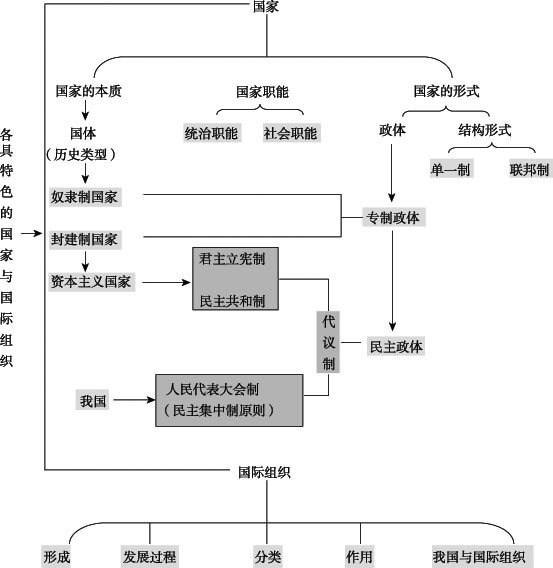 国家
国家的本质
国家职能
国家的形式
国体
(历史类型)
统治职能
社会职能
政体
结构形式
单一制
联邦制
各具特色的国家与国际组织
奴隶制国家
专制政体
封建制国家
资本主义国家
君主立宪制
民主共和制
代议制
民主政体
我国
人民代表大会制
(民主集中制原则)
国际组织
形成
发展过程
分类
作用
我国与国际组织